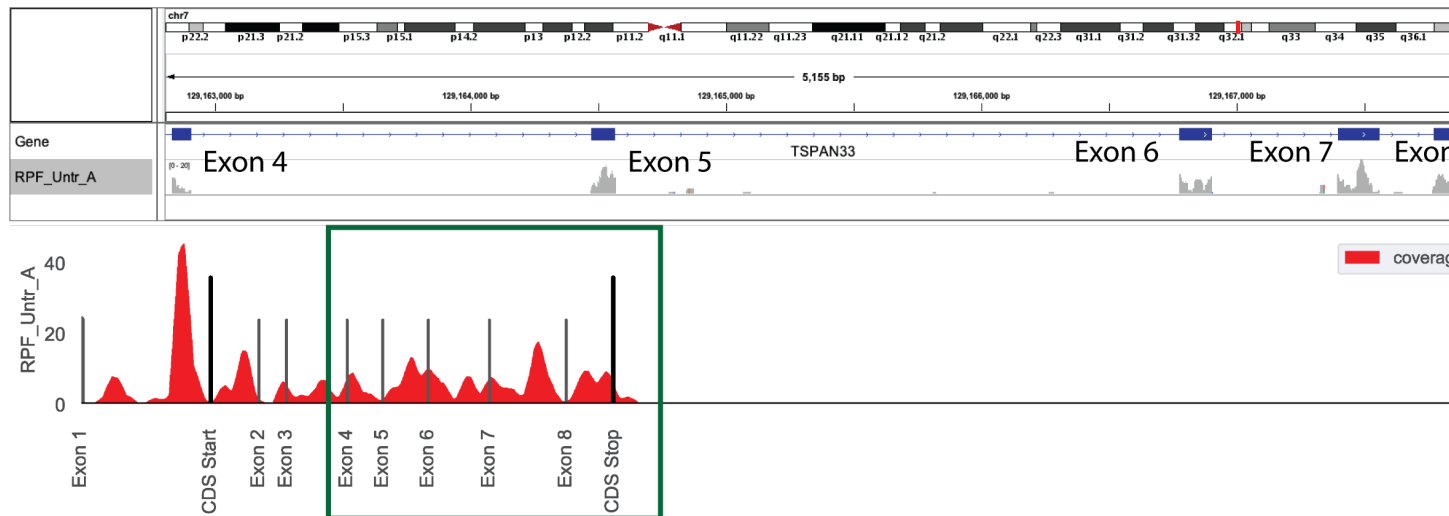 chr7
p22.2 p21.3 p21.2 p15.3 p15.1 p14.2 p13 p12.2 p11.2 q11.1 q11.22 q11.23 q21.11 q21.12 q21.2 q22.1 q22.3 q31.1 q31.2 q31.32 q32.1 q33 q34 q35 q36.1
5,155 bp
129,163,000 bp 129,164,000 bp 129,165,000 bp 129,166,000 bp 129,167,000 bp
Gene
Exon 4 Exon 5 TSPAN33 Exon 6 Exon 7 Exon
RPF_Untr_A
[0 - 20]
RPF_Untr_A
40
20
0
coverag
Exon 1
CDS Start
Exon 2
Exon 3
Exon 4
Exon 5
Exon 6
Exon 7
Exon 8
CDS Stop